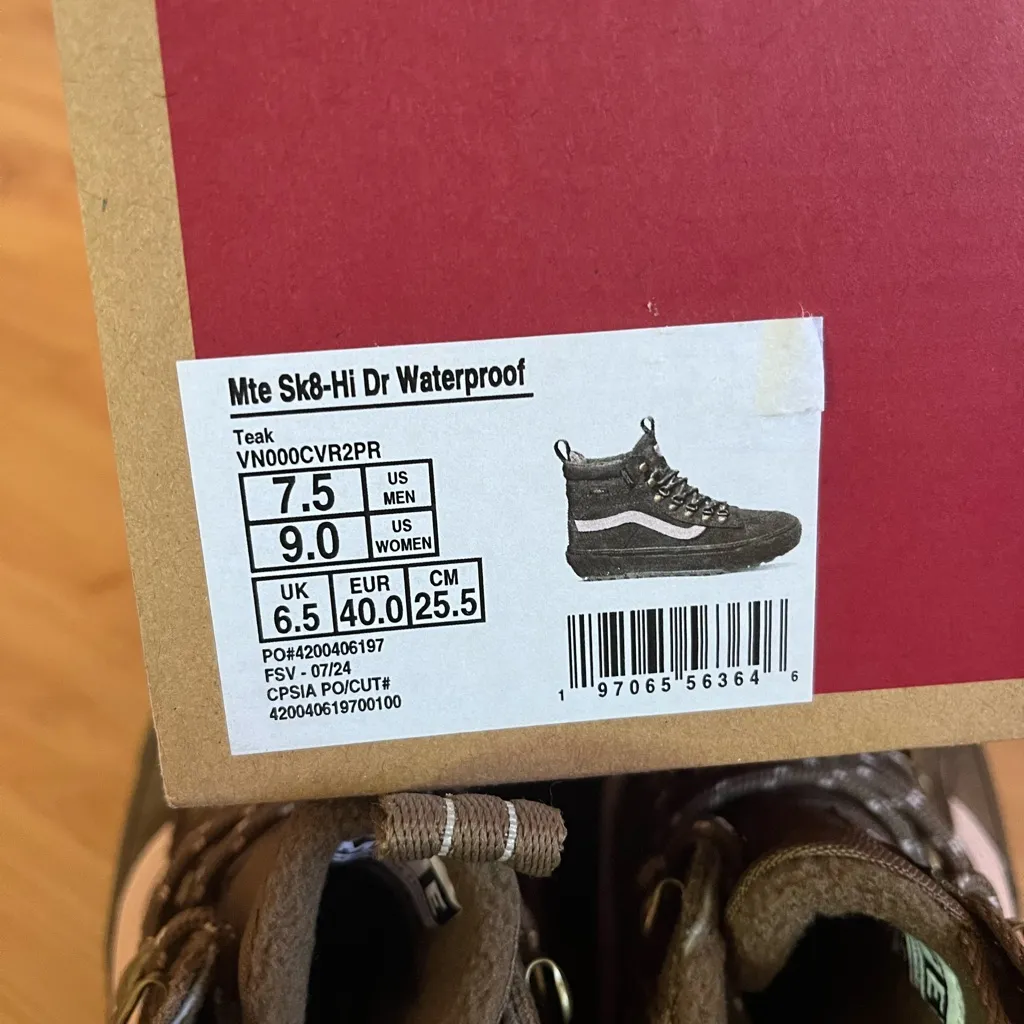 Mte Sk8-Hi Dr Waterproof
Teak
VN000CVR2PR
7.5 US MEN
9.0 US WOMEN
UK EUR CM
6.5 40.0 25.5
PO#4200406197
FSV - 07/24
CPSIA PO/CUT#
420040619700100
1 97065 56364 6